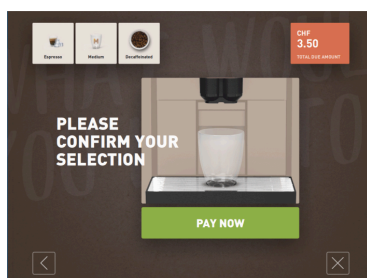 Espresso
Medium
Decaffeinated
CHF
3.50
TOTAL DUE AMOUNT
PLEASE
CONFIRM YOUR
SELECTION
PAY NOW